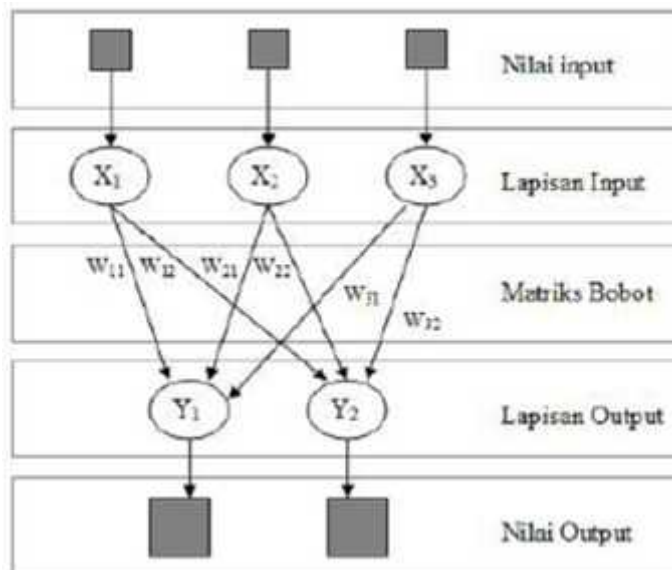 Nilai input
X1 X2 X3
Lapisan Input
W11 W12 W21 W22
W31
W32
Matriks Bobot
Y1 Y2
Lapisan Output
Nilai Output